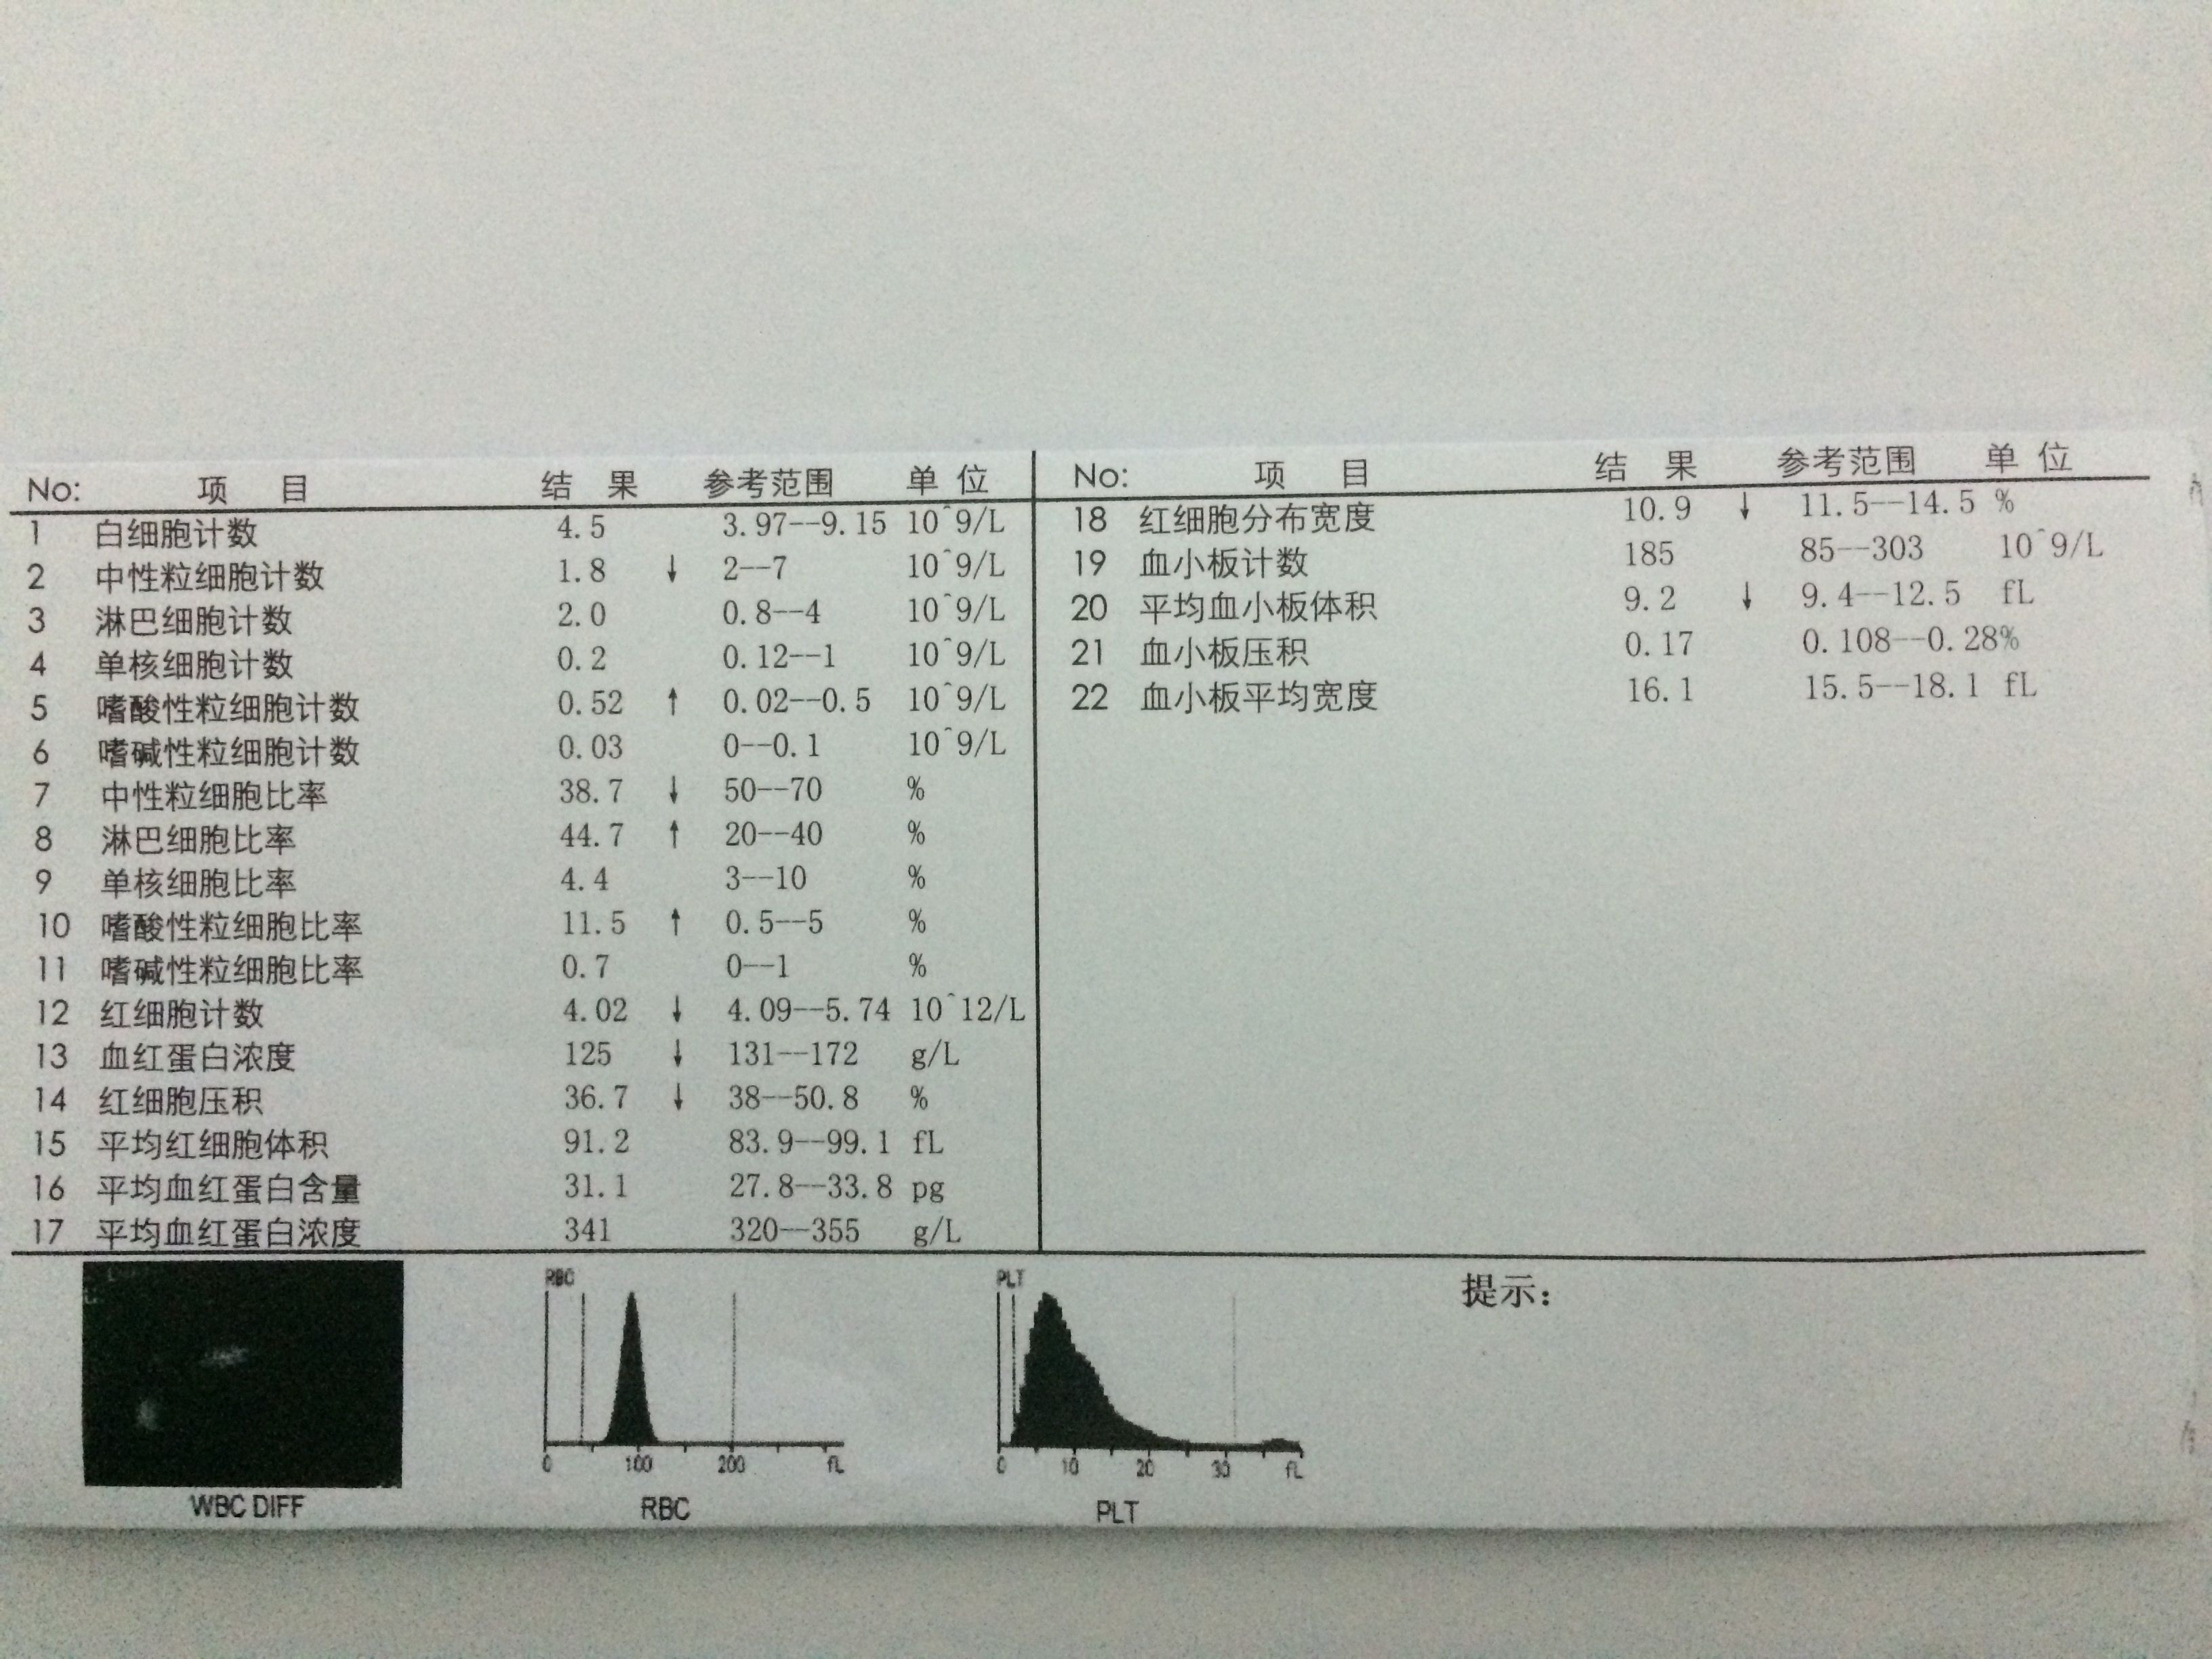 No: 项 目 结 果 参考范围 单 位
1 白细胞计数 4.5 3.97--9.15 10^9/L
2 中性粒细胞计数 1.8 ↓ 2--7 10^9/L
3 淋巴细胞计数 2.0 0.8--4 10^9/L
4 单核细胞计数 0.2 0.12--1 10^9/L
5 嗜酸性粒细胞计数 0.52 ↑ 0.02--0.5 10^9/L
6 嗜碱性粒细胞计数 0.03 0--0.1 10^9/L
7 中性粒细胞比率 38.7 ↓ 50--70 %
8 淋巴细胞比率 44.7 ↑ 20--40 %
9 单核细胞比率 4.4 3--10 %
10 嗜酸性粒细胞比率 11.5 ↑ 0.5--5 %
11 嗜碱性粒细胞比率 0.7 0--1 %
12 红细胞计数 4.02 ↓ 4.09--5.74 10^12/L
13 血红蛋白浓度 125 ↓ 131--172 g/L
14 红细胞压积 36.7 ↓ 38--50.8 %
15 平均红细胞体积 91.2 83.9--99.1 fL
16 平均血红蛋白含量 31.1 27.8--33.8 pg
17 平均血红蛋白浓度 341 320--355 g/L
No: 项 目 结 果 参考范围 单 位
18 红细胞分布宽度 10.9 ↓ 11.5--14.5 %
19 血小板计数 185 85--303 10^9/L
20 平均血小板体积 9.2 ↓ 9.4--12.5 fL
21 血小板压积 0.17 0.108--0.28%
22 血小板平均宽度 16.1 15.5--18.1 fL
WBC DIFF
RBC
0 100 200 fL
RBC
PLT
0 10 20 30 fL
PLT
提示: